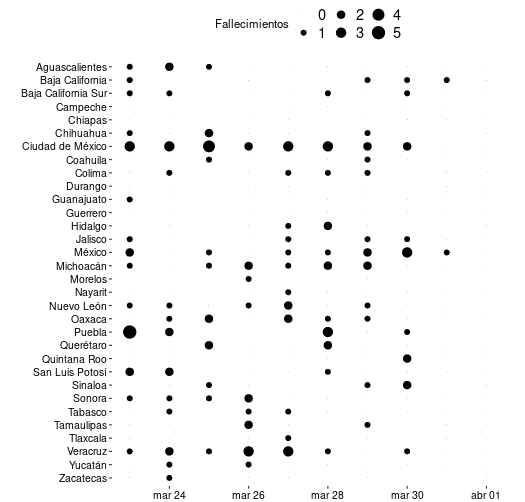 Fallecimientos
0 2 4
1 3 5
Aguascalientes
Baja California
Baja California Sur
Campeche
Chiapas
Chihuahua
Ciudad de México
Coahuila
Colima
Durango
Guanajuato
Guerrero
Hidalgo
Jalisco
México
Michoacán
Morelos
Nayarit
Nuevo León
Oaxaca
Puebla
Querétaro
Quintana Roo
San Luis Potosí
Sinaloa
Sonora
Tabasco
Tamaulipas
Tlaxcala
Veracruz
Yucatán
Zacatecas
mar 24 mar 26 mar 28 mar 30 abr 01